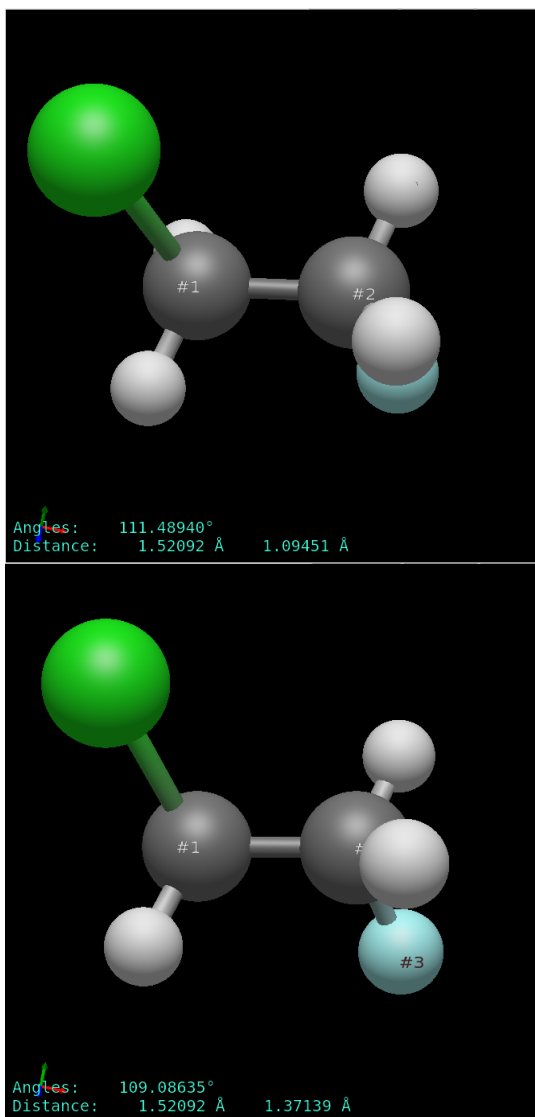 #1
#2
Angles: 111.48940°
Distance: 1.52092 Å 1.09451 Å
#1
#
#3
Angles: 109.08635°
Distance: 1.52092 Å 1.37139 Å